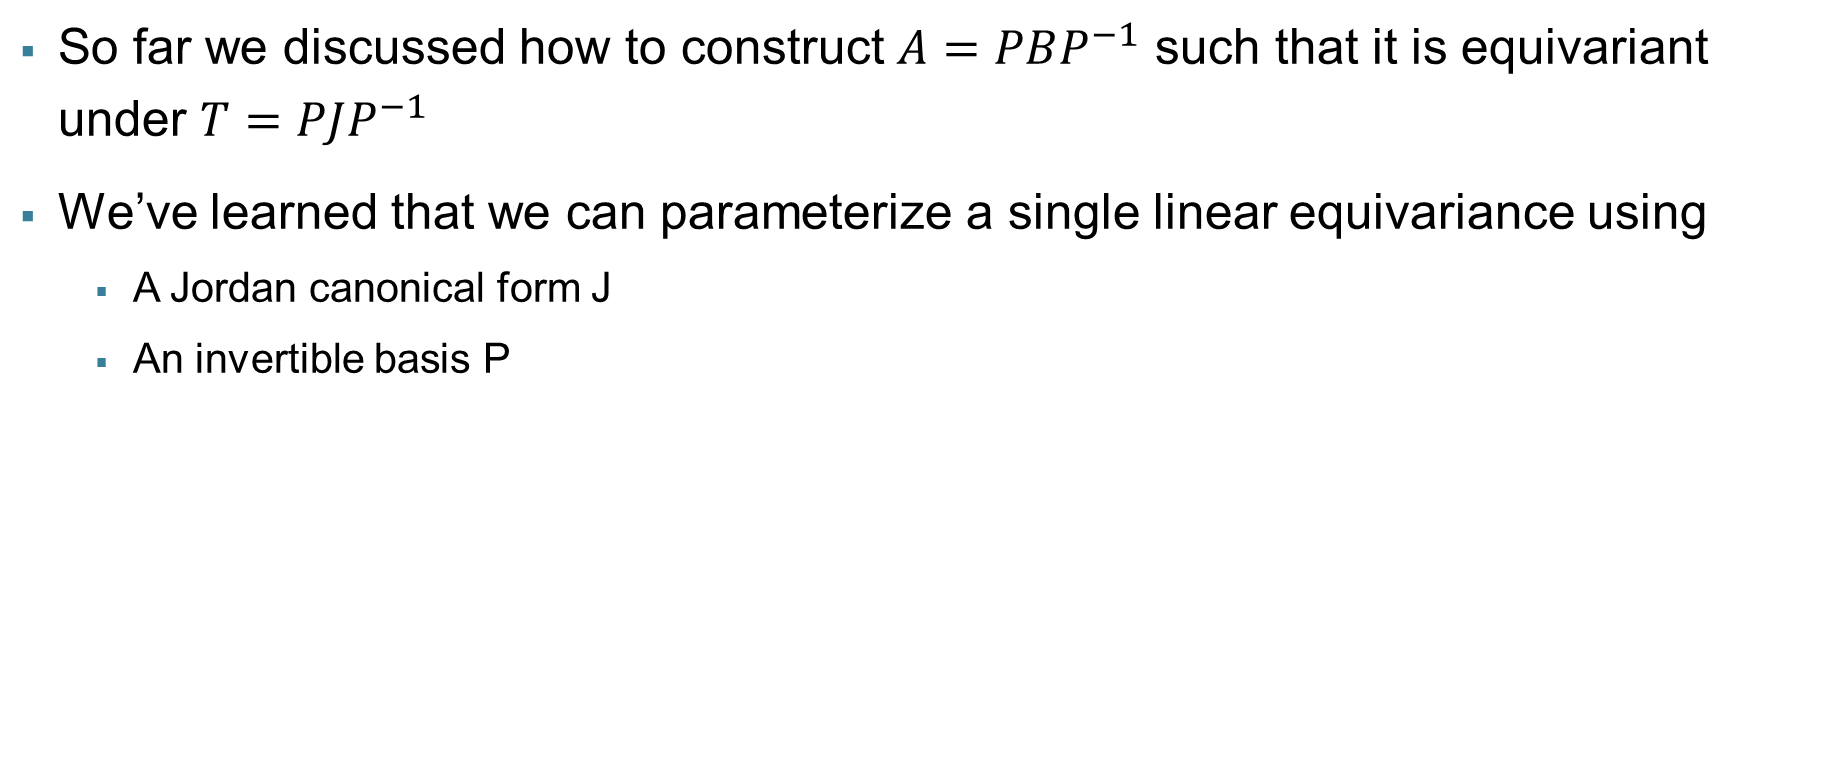 ▪ So far we discussed how to construct 𝐴 = 𝑃𝐵𝑃⁻¹ such that it is equivariant
under 𝑇 = 𝑃𝐽𝑃⁻¹
▪ We’ve learned that we can parameterize a single linear equivariance using
▪ A Jordan canonical form J
▪ An invertible basis P